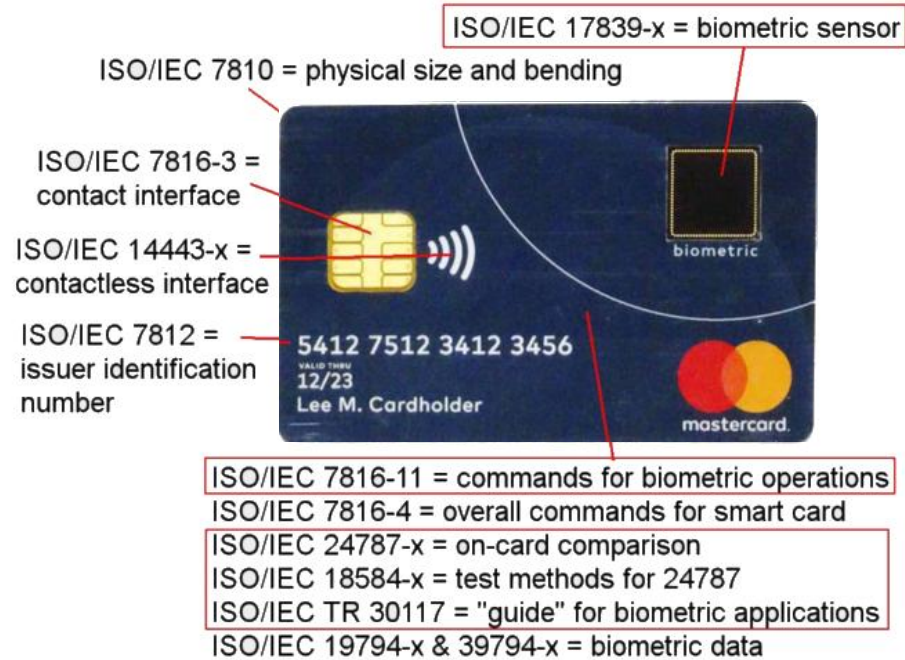 ISO/IEC 17839-x = biometric sensor
ISO/IEC 7810 = physical size and bending
ISO/IEC 7816-3 =
contact interface
ISO/IEC 14443-x =
contactless interface
ISO/IEC 7812 =
issuer identification
number
biometric
5412 7512 3412 3456
VALID THRU
12/23
Lee M. Cardholder
mastercard.
ISO/IEC 7816-11 = commands for biometric operations
ISO/IEC 7816-4 = overall commands for smart card
ISO/IEC 24787-x = on-card comparison
ISO/IEC 18584-x = test methods for 24787
ISO/IEC TR 30117 = "guide" for biometric applications
ISO/IEC 19794-x & 39794-x = biometric data